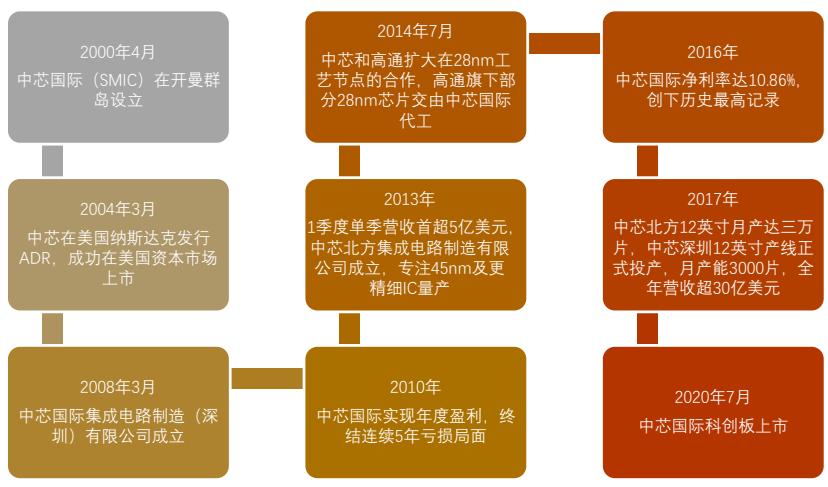 2000年4月
中芯国际（SMIC）在开曼群
岛设立
2004年3月
中芯在美国纳斯达克发行
ADR，成功在美国资本市场
上市
2008年3月
中芯国际集成电路制造（深
圳）有限公司成立
2010年
中芯国际实现年度盈利，终
结连续5年亏损局面
2013年
1季度单季营收首超5亿美元，
中芯北方集成电路制造有限
公司成立，专注45nm及更
精细IC量产
2014年7月
中芯和高通扩大在28nm工
艺节点的合作，高通旗下部
分28nm芯片交由中芯国际
代工
2016年
中芯国际净利率达10.86%，
创下历史最高记录
2017年
中芯北方12英寸月产达三万
片，中芯深圳12英寸产线正
式投产，月产能3000片，全
年营收超30亿美元
2020年7月
中芯国际科创板上市